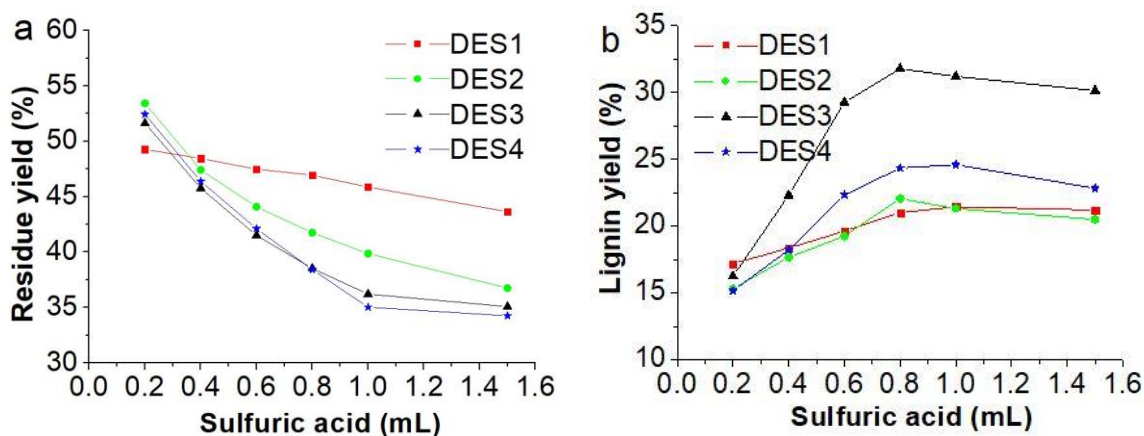 a
Residue yield (%)
60
55
50
45
40
35
30
DES1
DES2
DES3
DES4
0.0 0.2 0.4 0.6 0.8 1.0 1.2 1.4 1.6
Sulfuric acid (mL)
b
Lignin yield (%)
35
30
25
20
15
10
DES1
DES2
DES3
DES4
0.0 0.2 0.4 0.6 0.8 1.0 1.2 1.4 1.6
Sulfuric acid (mL)